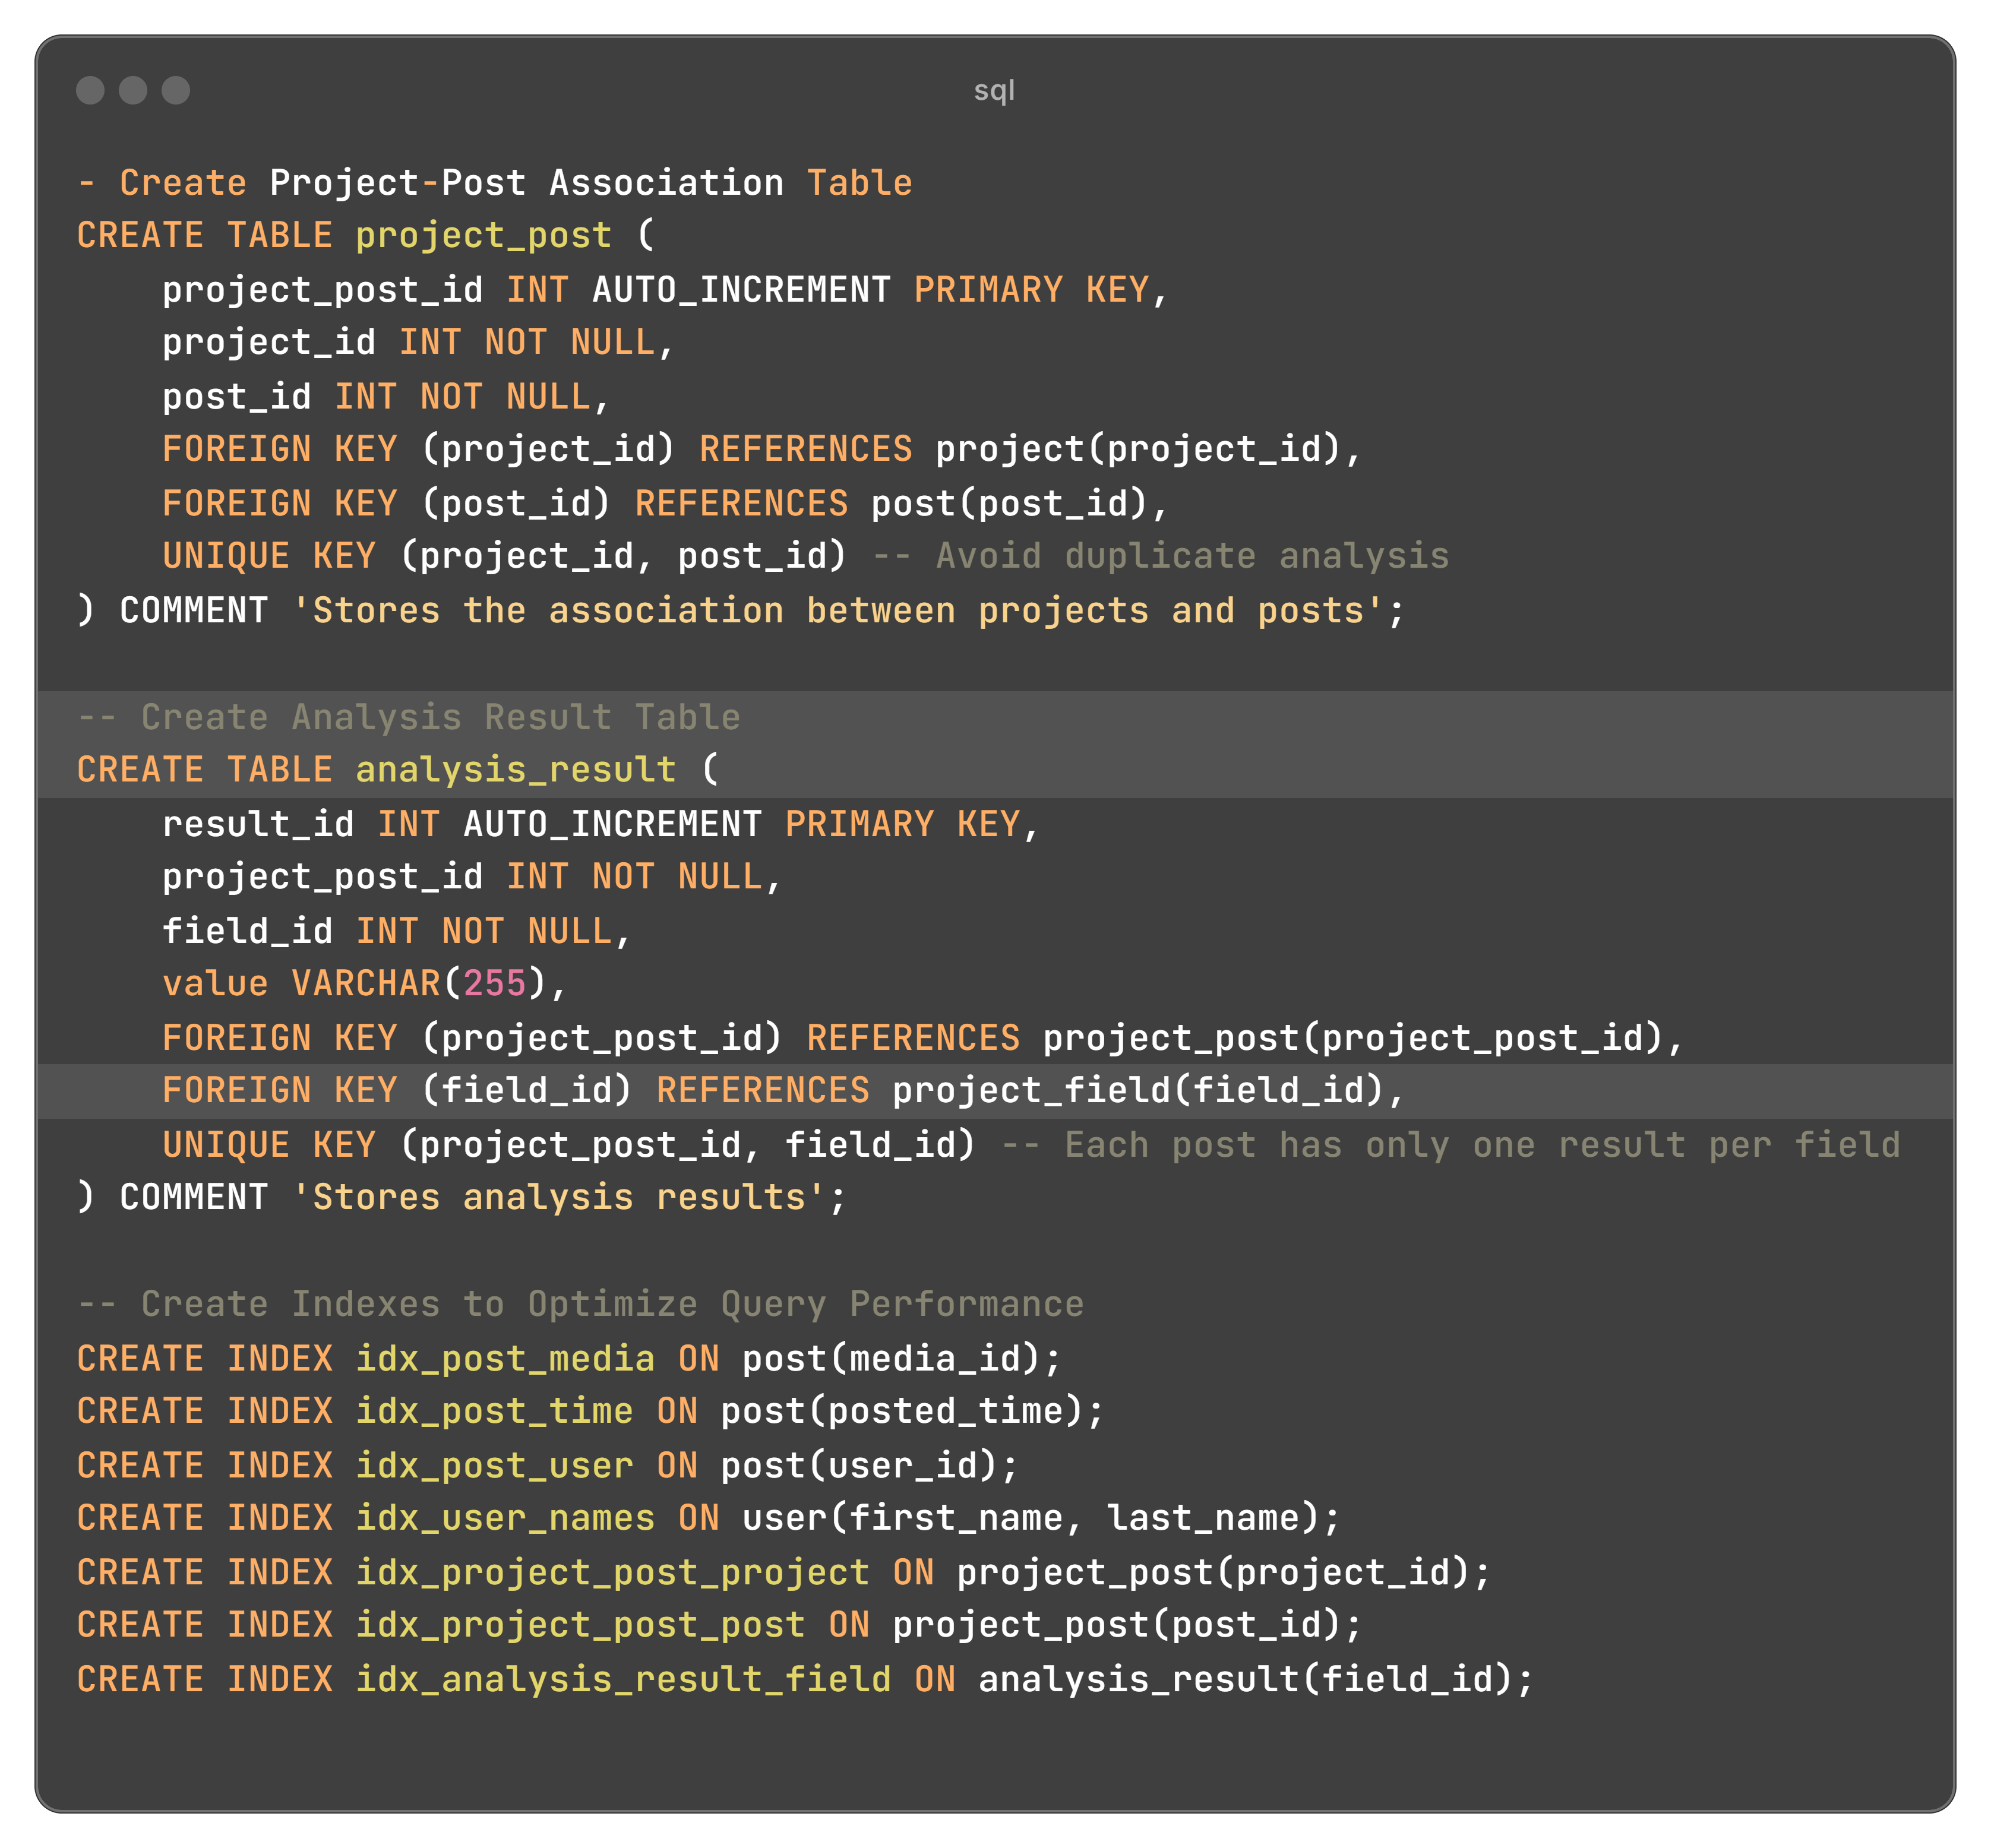 sql
- Create Project-Post Association Table
CREATE TABLE project_post (
    project_post_id INT AUTO_INCREMENT PRIMARY KEY,
    project_id INT NOT NULL,
    post_id INT NOT NULL,
    FOREIGN KEY (project_id) REFERENCES project(project_id),
    FOREIGN KEY (post_id) REFERENCES post(post_id),
    UNIQUE KEY (project_id, post_id) -- Avoid duplicate analysis
) COMMENT 'Stores the association between projects and posts';

-- Create Analysis Result Table
CREATE TABLE analysis_result (
    result_id INT AUTO_INCREMENT PRIMARY KEY,
    project_post_id INT NOT NULL,
    field_id INT NOT NULL,
    value VARCHAR(255),
    FOREIGN KEY (project_post_id) REFERENCES project_post(project_post_id),
    FOREIGN KEY (field_id) REFERENCES project_field(field_id),
    UNIQUE KEY (project_post_id, field_id) -- Each post has only one result per field
) COMMENT 'Stores analysis results';

-- Create Indexes to Optimize Query Performance
CREATE INDEX idx_post_media ON post(media_id);
CREATE INDEX idx_post_time ON post(posted_time);
CREATE INDEX idx_post_user ON post(user_id);
CREATE INDEX idx_user_names ON user(first_name, last_name);
CREATE INDEX idx_project_post_project ON project_post(project_id);
CREATE INDEX idx_project_post_post ON project_post(post_id);
CREATE INDEX idx_analysis_result_field ON analysis_result(field_id);